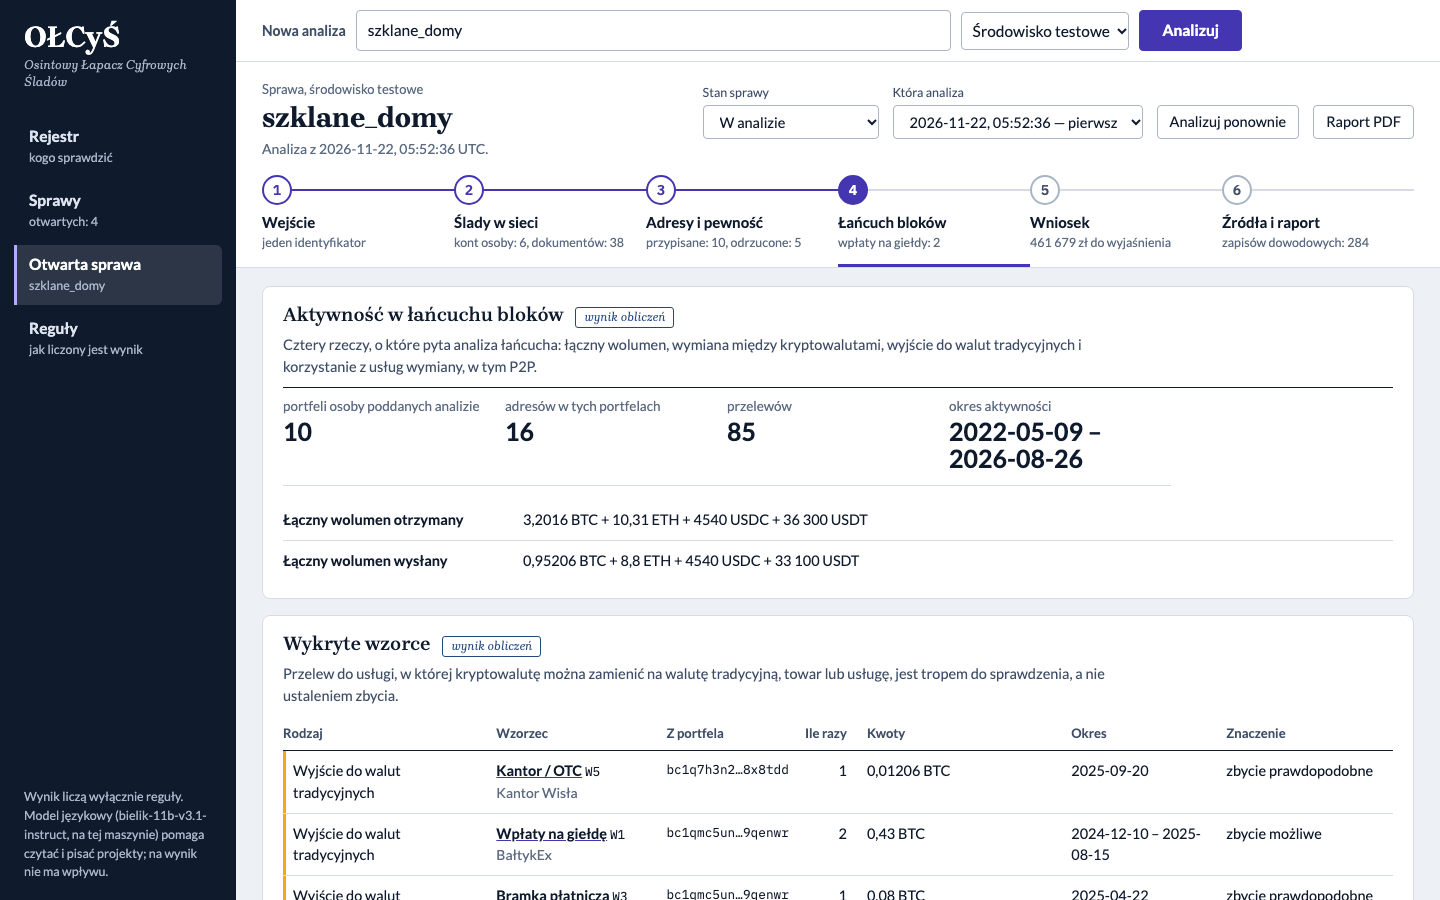 OŁCyŚ
Osintowy Łapacz Cyfrowych
Śladów
Rejestr
kogo sprawdzić
Sprawy
otwartych: 4
Otwarta sprawa
szklane_domy
Reguły
jak liczony jest wynik
Wynik liczą wyłącznie reguły.
Model językowy (bielik-11b-v3.1-
instruct, na tej maszynie) pomaga
czytać i pisać projekty; na wynik
nie ma wpływu.
Nowa analiza szklane_domy Środowisko testowe Analizuj
Sprawa, środowisko testowe
szklane_domy
Analiza z 2026-11-22, 05:52:36 UTC.
Stan sprawy Która analiza
W analizie 2026-11-22, 05:52:36 — pierwsz Analizuj ponownie Raport PDF
1 2 3 4 5 6
Wejście Ślady w sieci Adresy i pewność Łańcuch bloków Wniosek Źródła i raport
jeden identyfikator kont osoby: 6, dokumentów: 38 przypisane: 10, odrzucone: 5 wpłaty na giełdy: 2 461 679 zł do wyjaśnienia zapisów dowodowych: 284
Aktywność w łańcuchu bloków wynik obliczeń
Cztery rzeczy, o które pyta analiza łańcucha: łączny wolumen, wymiana między kryptowalutami, wyjście do walut tradycyjnych i
korzystanie z usług wymiany, w tym P2P.
portfeli osoby poddanych analizie adresów w tych portfelach przelewów okres aktywności
10 16 85 2022-05-09 –
2026-08-26
Łączny wolumen otrzymany 3,2016 BTC + 10,31 ETH + 4540 USDC + 36 300 USDT
Łączny wolumen wysłany 0,95206 BTC + 8,8 ETH + 4540 USDC + 33 100 USDT
Wykryte wzorce wynik obliczeń
Przelew do usługi, w której kryptowalutę można zamienić na walutę tradycyjną, towar lub usługę, jest tropem do sprawdzenia, a nie
ustaleniem zbycia.
Rodzaj Wzorzec Z portfela Ile razy Kwoty Okres Znaczenie
Wyjście do walut Kantor / OTC W5 bc1q7h3n2…8x8tdd 1 0,01206 BTC 2025-09-20 zbycie prawdopodobne
tradycyjnych Kantor Wisła
Wyjście do walut Wpłaty na giełdę W1 bc1qmc5un…9qenwr 2 0,43 BTC 2024-12-10 – 2025- zbycie możliwe
tradycyjnych BałtykEx 08-15
Wyjście do walut Bramka płatnicza W3 bc1qmc5un…9qenwr 1 0,08 BTC 2025-04-22 zbycie prawdopodobne